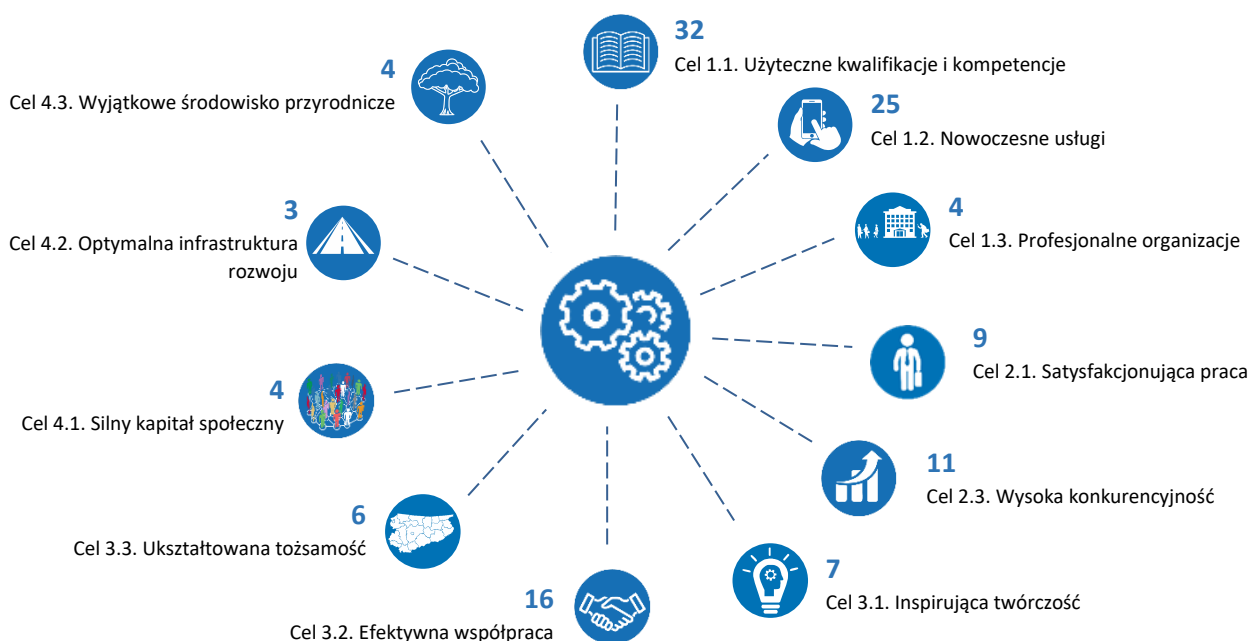 32
Cel 1.1. Użyteczne kwalifikacje i kompetencje
25
Cel 1.2. Nowoczesne usługi
4
Cel 1.3. Profesjonalne organizacje
9
Cel 2.1. Satysfakcjonująca praca
11
Cel 2.3. Wysoka konkurencyjność
7
Cel 3.1. Inspirująca twórczość
16
Cel 3.2. Efektywna współpraca
6
Cel 3.3. Ukształtowana tożsamość
4
Cel 4.1. Silny kapitał społeczny
3
Cel 4.2. Optymalna infrastruktura
rozwoju
4
Cel 4.3. Wyjątkowe środowisko przyrodnicze